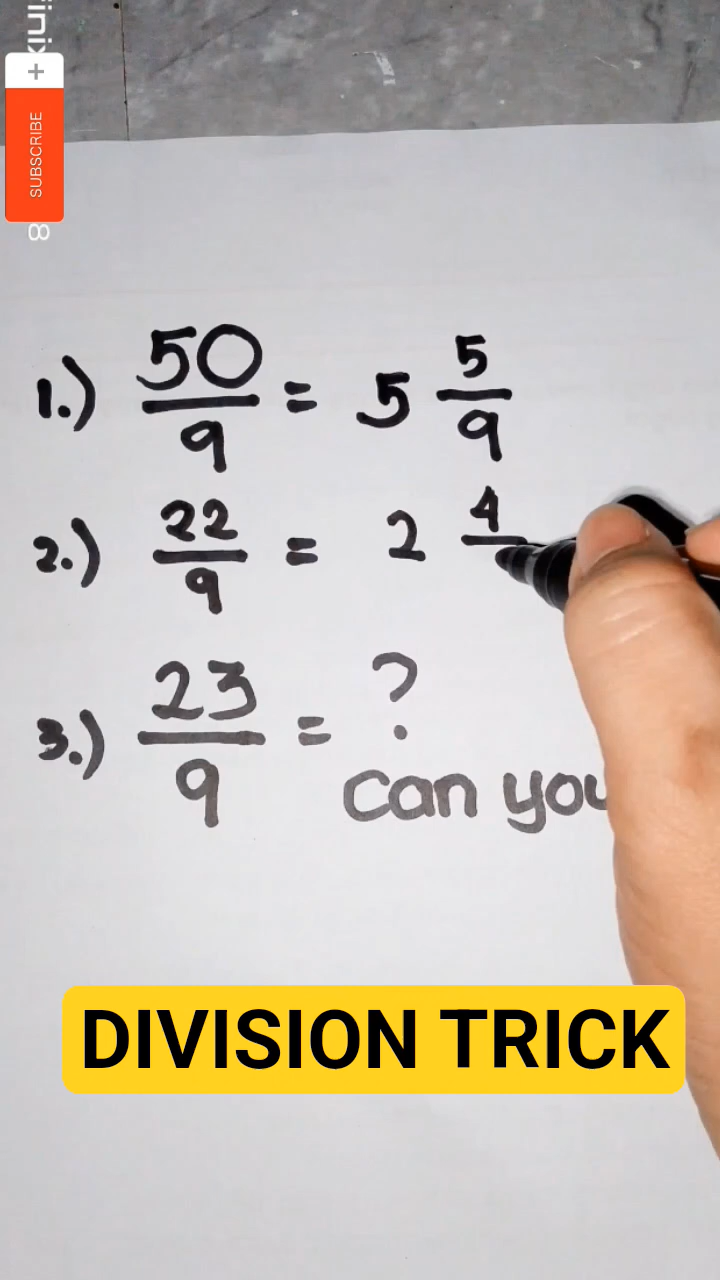 SUBSCRIBE
8
1.) 50/9 = 5 5/9
2.) 22/9 = 2 4
3.) 23/9 = ?
Can you
DIVISION TRICK